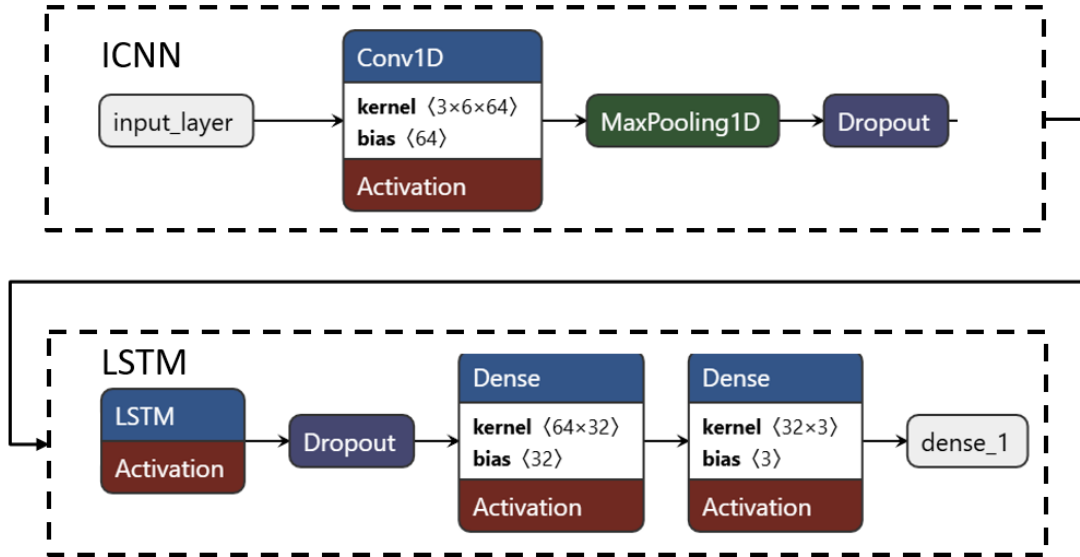 ICNN
input_layer
Conv1D
kernel ⟨3×6×64⟩
bias ⟨64⟩
Activation
MaxPooling1D
Dropout
LSTM
LSTM
Activation
Dropout
Dense
kernel ⟨64×32⟩
bias ⟨32⟩
Activation
Dense
kernel ⟨32×3⟩
bias ⟨3⟩
Activation
dense_1